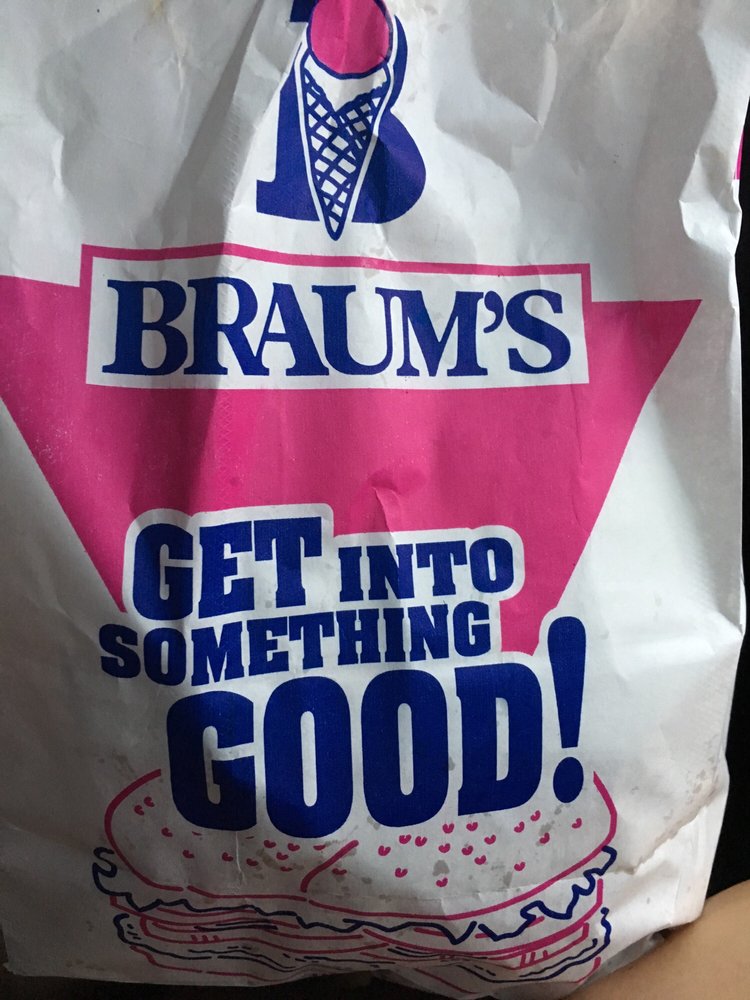 B
BRAUM'S
GET INTO
SOMETHING
GOOD!